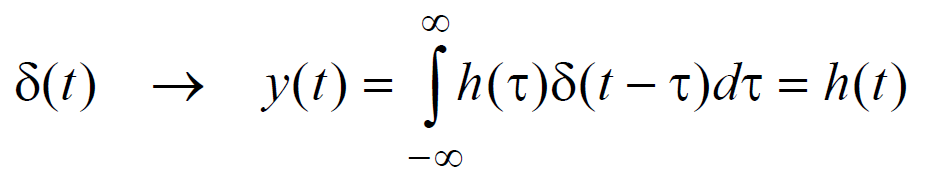 δ(t) → y(t) = ∫_{−∞}^{∞} h(τ)δ(t − τ)dτ = h(t)